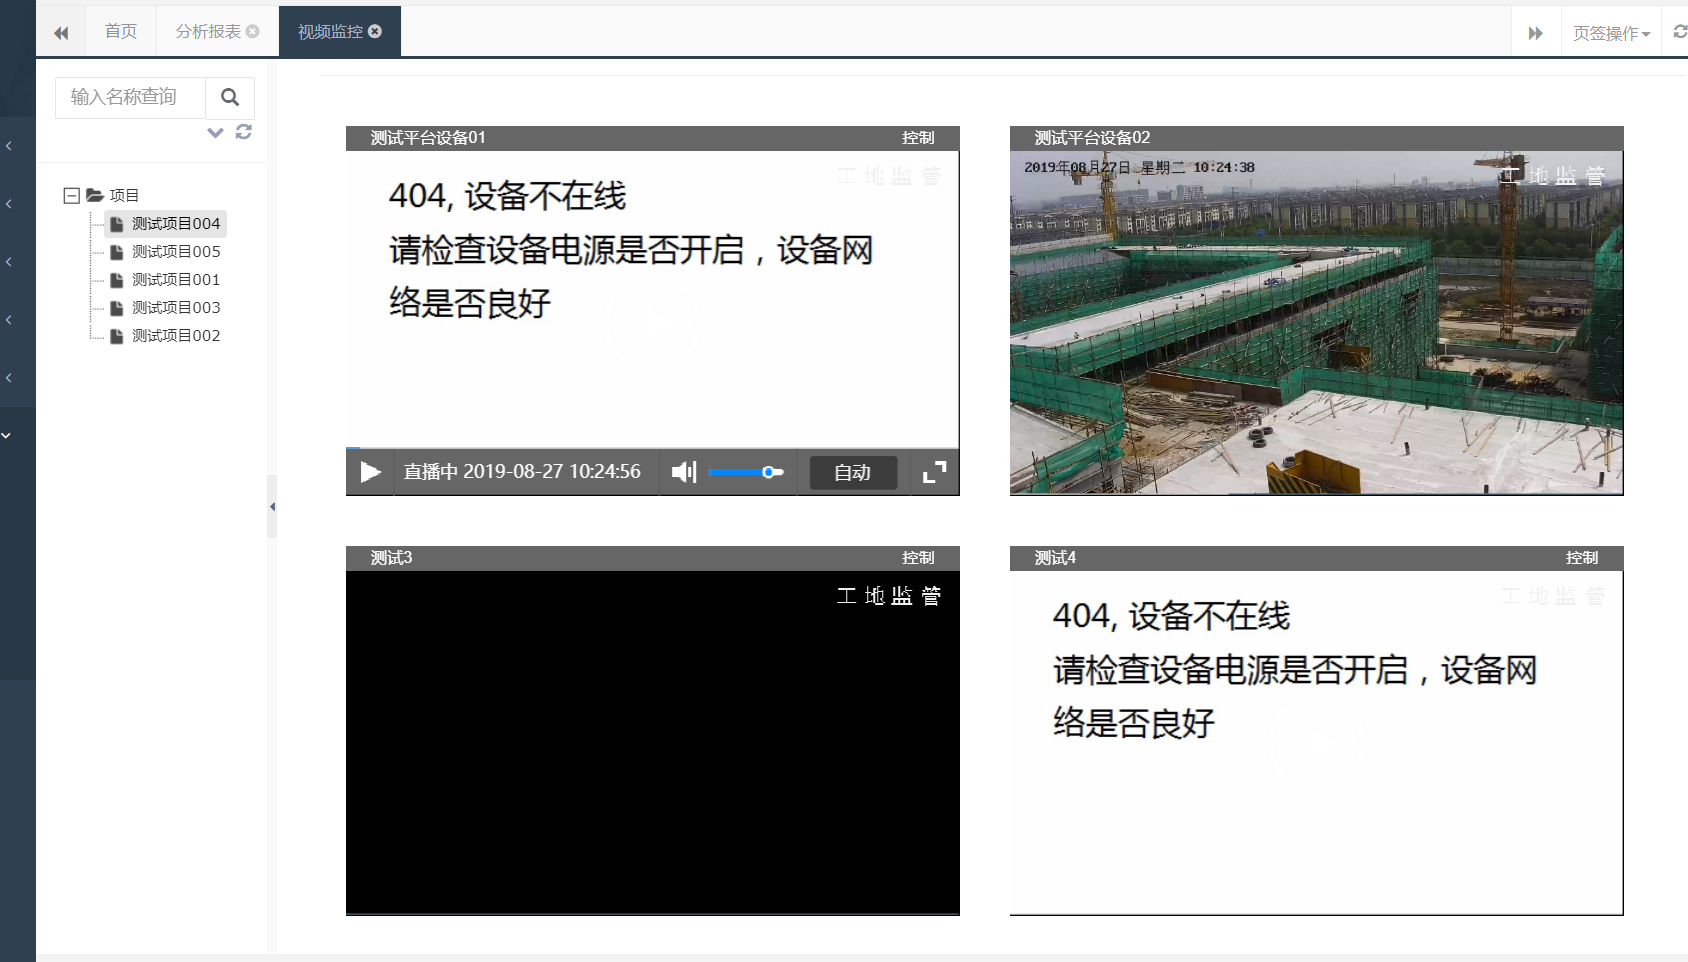 首页
分析报表
视频监控
页签操作
输入名称查询
项目
测试项目004
测试项目005
测试项目001
测试项目003
测试项目002
测试平台设备01
控制
工地监管
404, 设备不在线
请检查设备电源是否开启，设备网
络是否良好
直播中 2019-08-27 10:24:56
自动
测试平台设备02
2019年08月27日 星期二 10:24:38
工地监管
测试3
控制
工地监管
测试4
控制
工地监管
404, 设备不在线
请检查设备电源是否开启，设备网
络是否良好